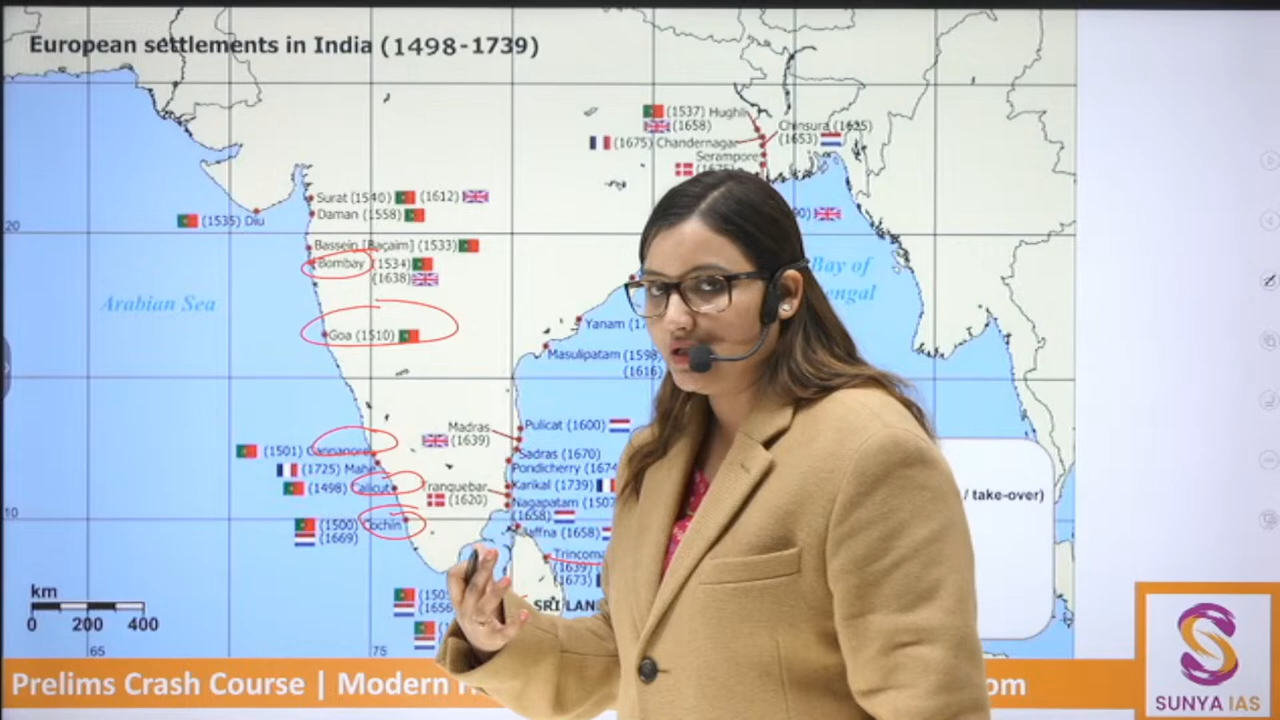 European settlements in India (1498-1739)
(1537) Hughli
(1658)
Chinsura (1625)
(1653)
(1675) Chandernagar
Serampore
Surat (1540) (1612)
Daman (1558)
(1535) Diu
20
Bassein [Baçaim] (1533)
Bombay (1534)
(1638)
Bay of
Arabian Sea
Goa (1510)
Yanam
Masulipatam (1598
(1616)
Madras
(1639)
Pulicat (1600)
(1501) Cannanore
Sadras (1670)
(1725) Mahé
Pondicherry (1674
(1498) Calicut
Tranquebar
(1620)
Karikal (1739)
/ take-over)
Nagapatam (1507
(1658)
10
(1500) Cochin
(1669)
Jaffna (1658)
(1639)
(1673)
km
0 200 400
SRI LAN
65
75
Prelims Crash Course | Modern
om
SUNYA IAS